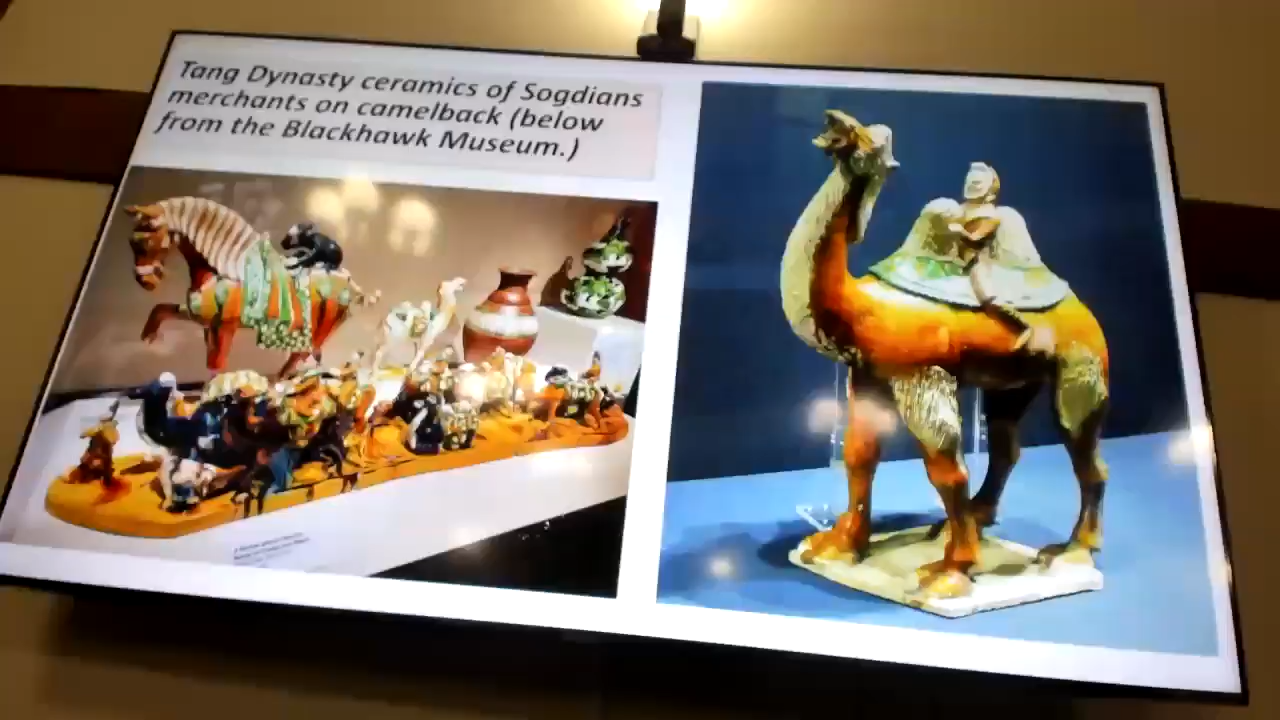 Tang Dynasty ceramics of Sogdians
merchants on camelback (below
from the Blackhawk Museum.)